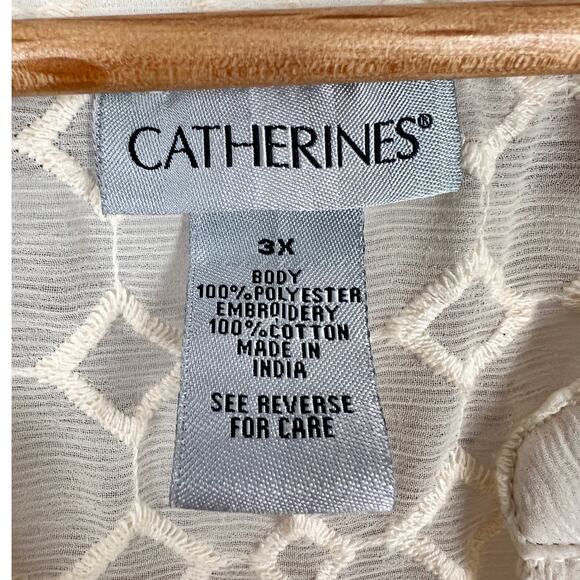 CATHERINES®
3X
BODY
100%POLYESTER
EMBROIDERY
100%COTTON
MADE IN
INDIA
SEE REVERSE
FOR CARE